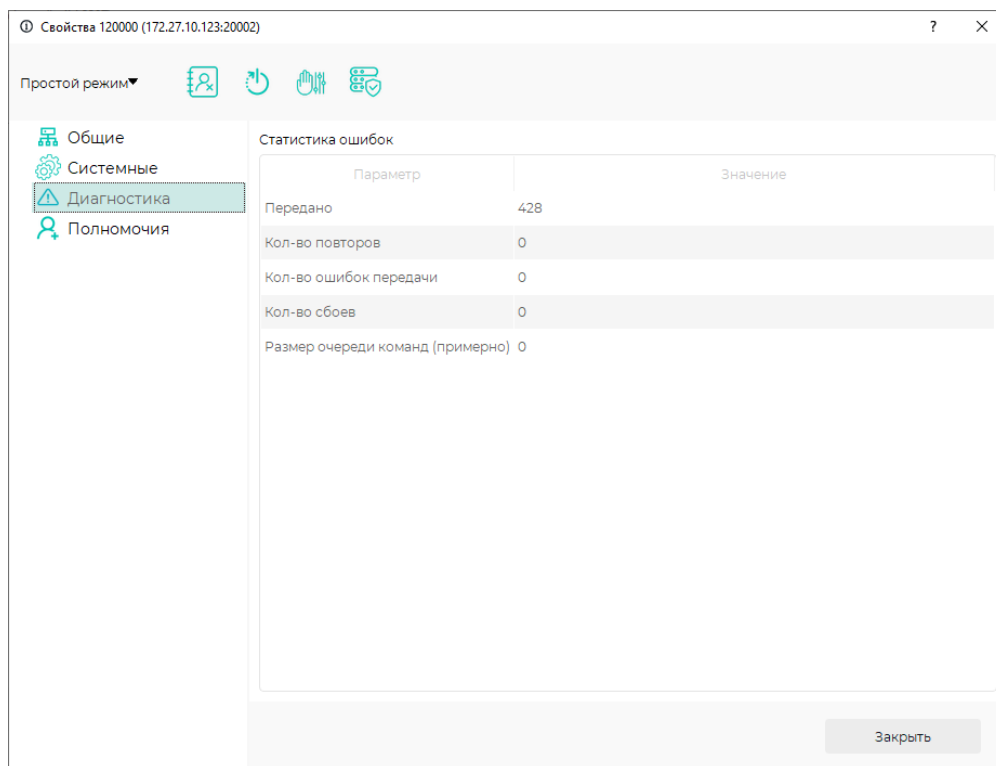 Свойства 120000 (172.27.10.123:20002)
?
Простой режим
Общие
Системные
Диагностика
Полномочия
Статистика ошибок
Параметр Значение
Передано 428
Кол-во повторов 0
Кол-во ошибок передачи 0
Кол-во сбоев 0
Размер очереди команд (примерно) 0
Закрыть